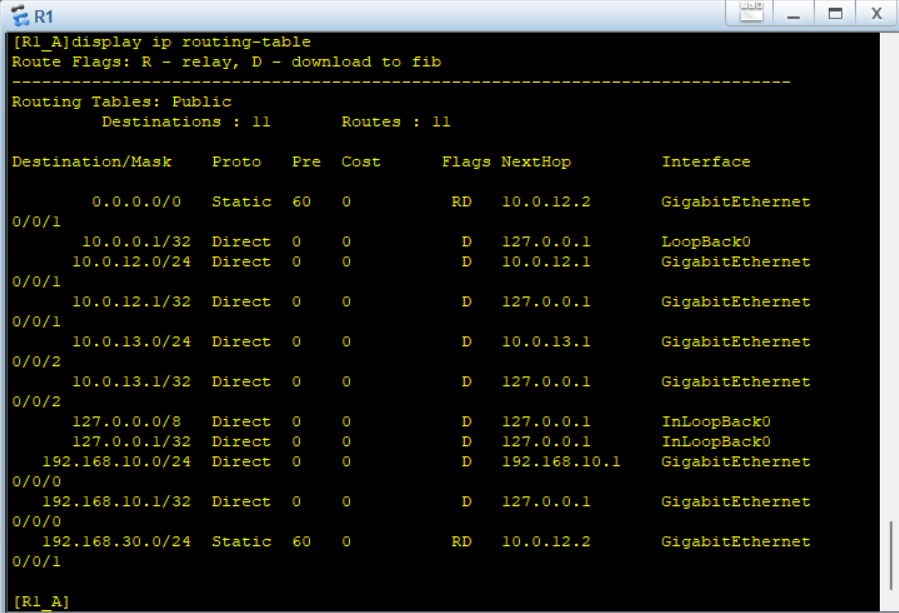 R1
[R1_A]display ip routing-table
Route Flags: R - relay, D - download to fib
------------------------------------------------------------------------------
Routing Tables: Public
         Destinations : 11       Routes : 11
Destination/Mask    Proto   Pre  Cost      Flags NextHop         Interface
        0.0.0.0/0   Static  60   0          RD   10.0.12.2       GigabitEthernet
0/0/1
       10.0.0.1/32  Direct  0    0           D   127.0.0.1       LoopBack0
      10.0.12.0/24  Direct  0    0           D   10.0.12.1       GigabitEthernet
0/0/1
      10.0.12.1/32  Direct  0    0           D   127.0.0.1       GigabitEthernet
0/0/1
      10.0.13.0/24  Direct  0    0           D   10.0.13.1       GigabitEthernet
0/0/2
      10.0.13.1/32  Direct  0    0           D   127.0.0.1       GigabitEthernet
0/0/2
      127.0.0.0/8   Direct  0    0           D   127.0.0.1       InLoopBack0
      127.0.0.1/32  Direct  0    0           D   127.0.0.1       InLoopBack0
   192.168.10.0/24  Direct  0    0           D   192.168.10.1    GigabitEthernet
0/0/0
   192.168.10.1/32  Direct  0    0           D   127.0.0.1       GigabitEthernet
0/0/0
   192.168.30.0/24  Static  60   0          RD   10.0.12.2       GigabitEthernet
0/0/1
[R1_A]